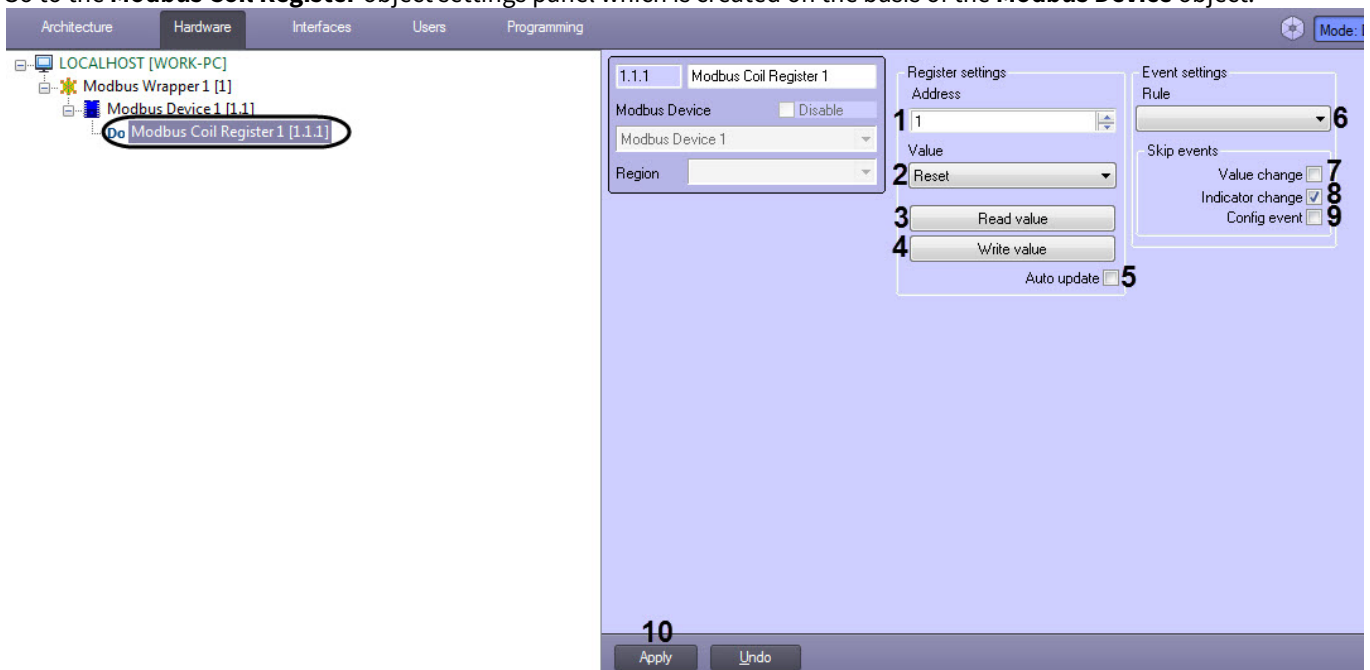 Go to the Modbus Coil Register object settings panel which is created on the basis of the Modbus Device object.
Architecture Hardware Interfaces Users Programming Mode:
LOCALHOST [WORK-PC]
Modbus Wrapper 1 [1]
Modbus Device 1 [1.1]
Do Modbus Coil Register 1 [1.1.1]
1.1.1 Modbus Coil Register 1
Modbus Device Disable
Modbus Device 1
Region
Register settings
Address
1 1
Value
2 Reset
3 Read value
4 Write value
Auto update 5
Event settings
Rule
6
Skip events
Value change 7
Indicator change 8
Config event 9
10
Apply Undo